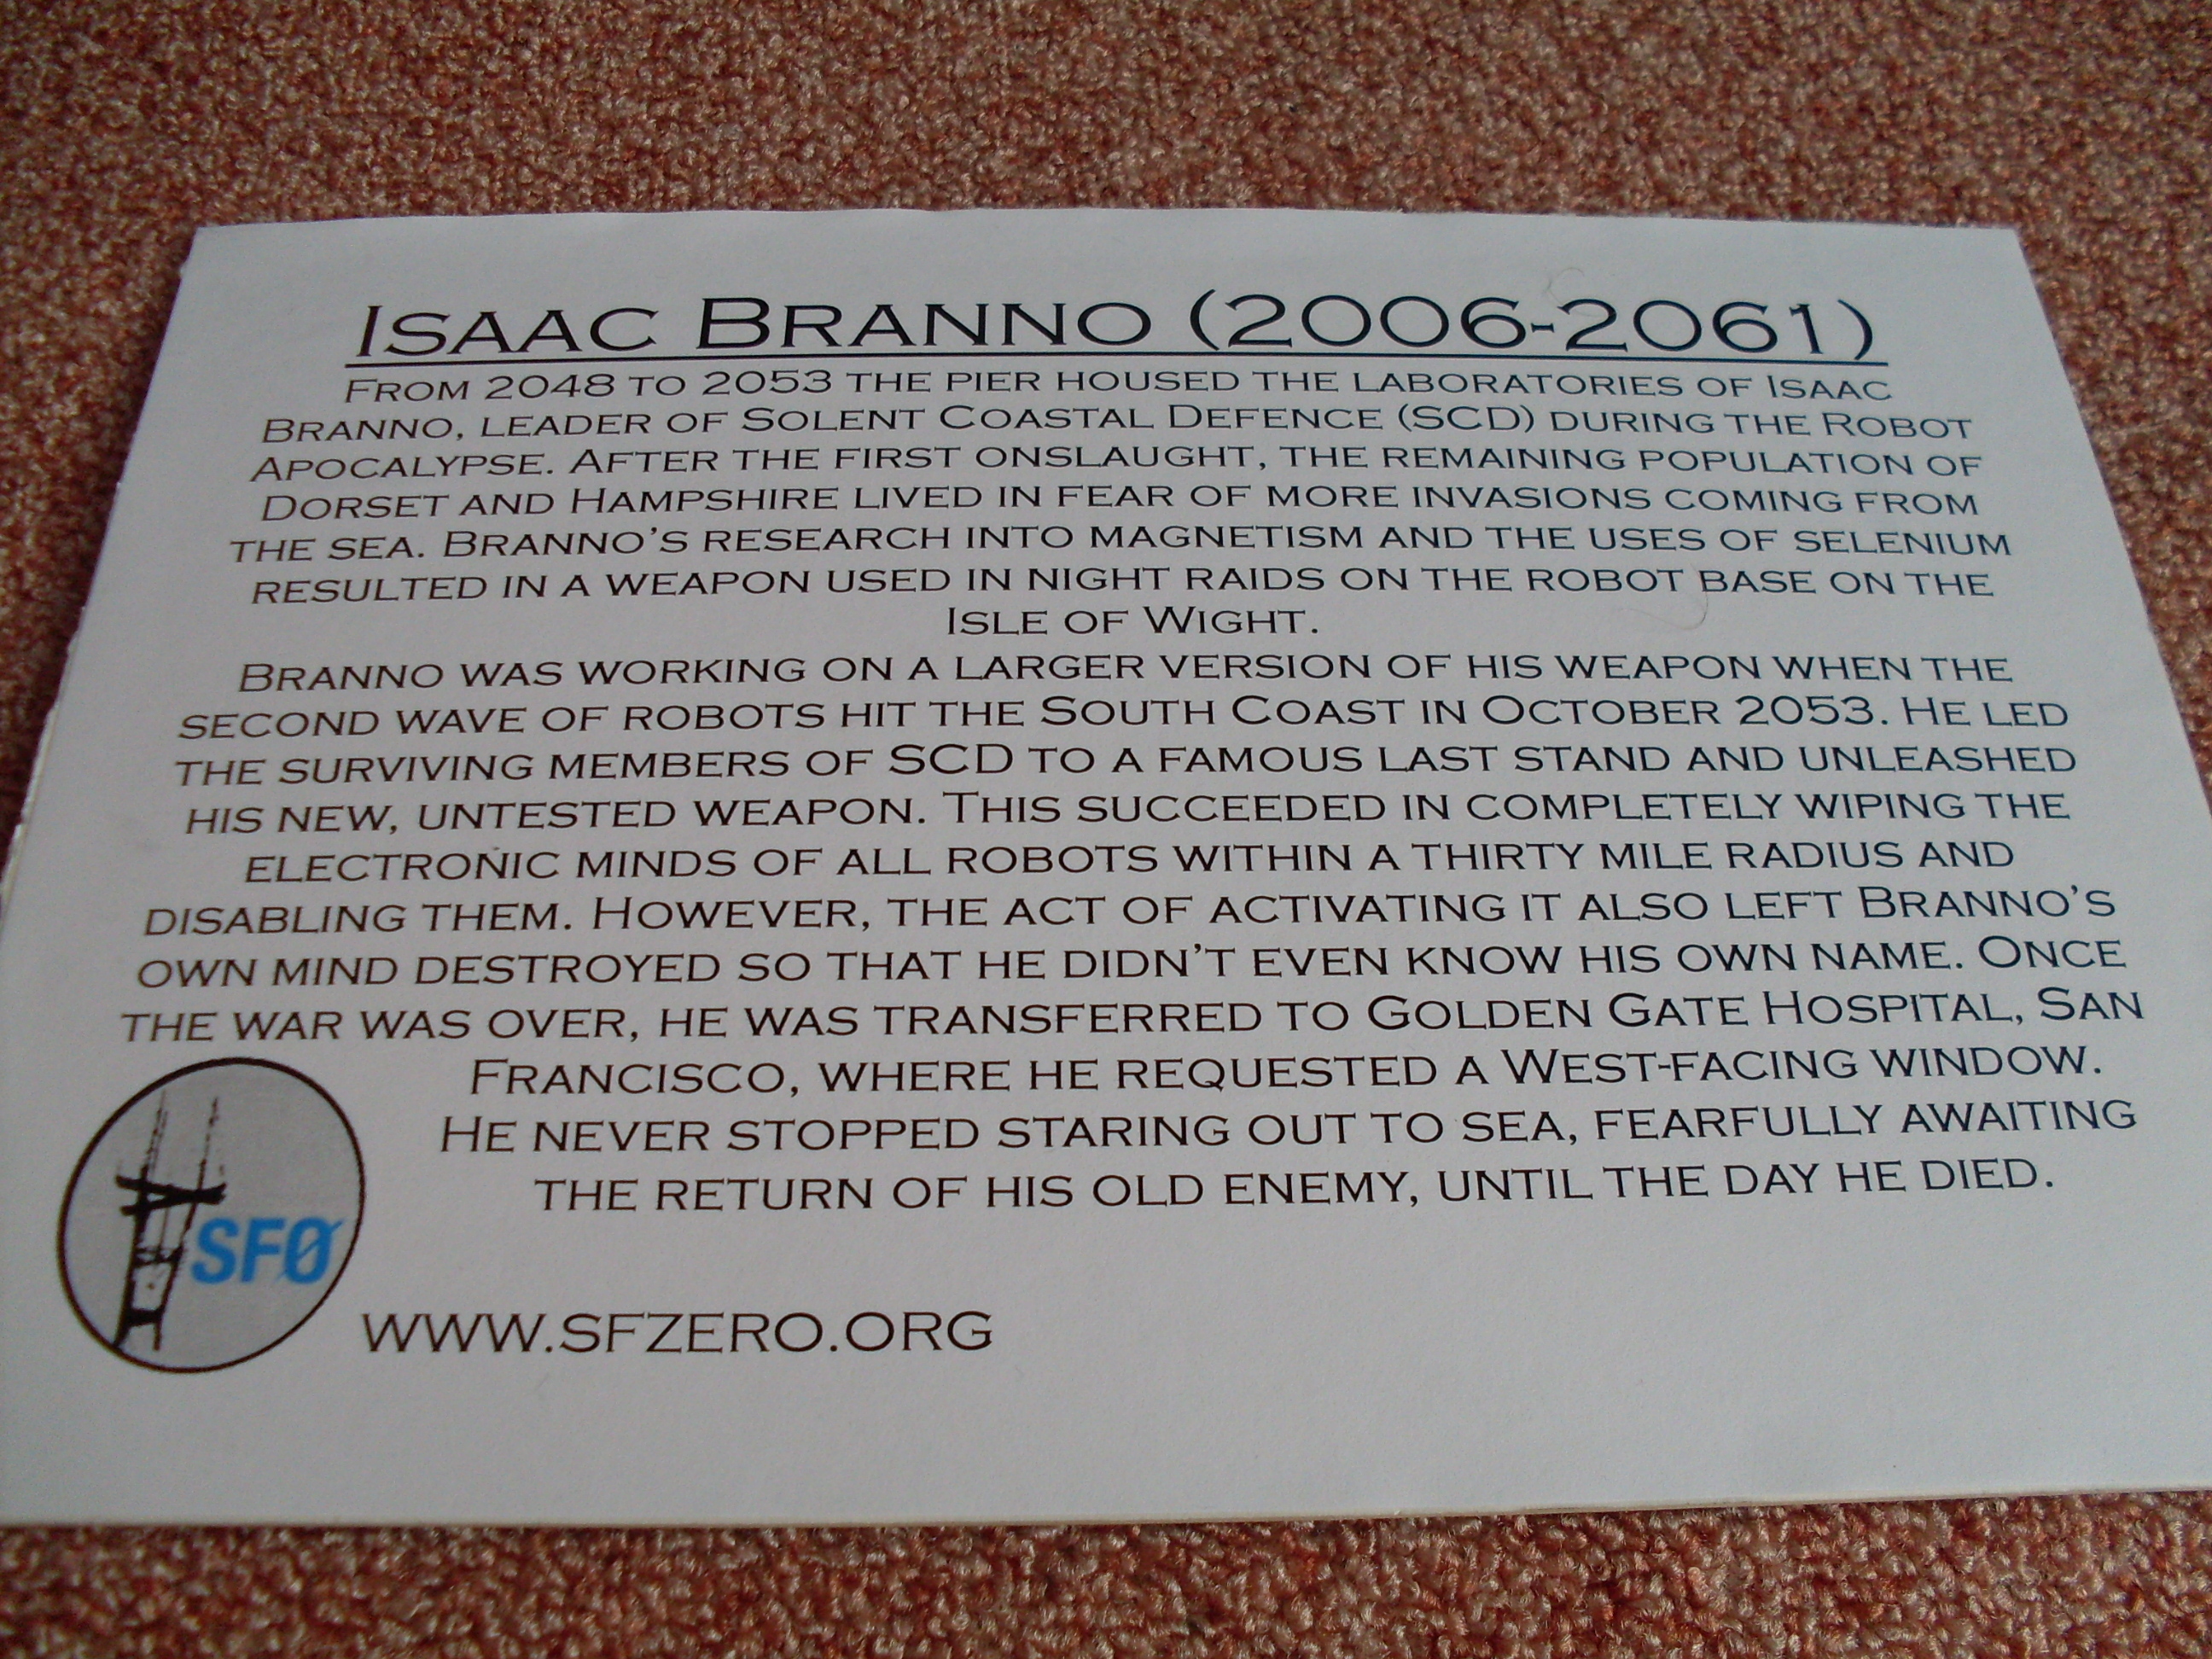 ISAAC BRANNO (2006-2061)
FROM 2048 TO 2053 THE PIER HOUSED THE LABORATORIES OF ISAAC
BRANNO, LEADER OF SOLENT COASTAL DEFENCE (SCD) DURING THE ROBOT
APOCALYPSE. AFTER THE FIRST ONSLAUGHT, THE REMAINING POPULATION OF
DORSET AND HAMPSHIRE LIVED IN FEAR OF MORE INVASIONS COMING FROM
THE SEA. BRANNO'S RESEARCH INTO MAGNETISM AND THE USES OF SELENIUM
RESULTED IN A WEAPON USED IN NIGHT RAIDS ON THE ROBOT BASE ON THE
ISLE OF WIGHT.
BRANNO WAS WORKING ON A LARGER VERSION OF HIS WEAPON WHEN THE
SECOND WAVE OF ROBOTS HIT THE SOUTH COAST IN OCTOBER 2053. HE LED
THE SURVIVING MEMBERS OF SCD TO A FAMOUS LAST STAND AND UNLEASHED
HIS NEW, UNTESTED WEAPON. THIS SUCCEEDED IN COMPLETELY WIPING THE
ELECTRONIC MINDS OF ALL ROBOTS WITHIN A THIRTY MILE RADIUS AND
DISABLING THEM. HOWEVER, THE ACT OF ACTIVATING IT ALSO LEFT BRANNO'S
OWN MIND DESTROYED SO THAT HE DIDN'T EVEN KNOW HIS OWN NAME. ONCE
THE WAR WAS OVER, HE WAS TRANSFERRED TO GOLDEN GATE HOSPITAL, SAN
FRANCISCO, WHERE HE REQUESTED A WEST-FACING WINDOW.
HE NEVER STOPPED STARING OUT TO SEA, FEARFULLY AWAITING
THE RETURN OF HIS OLD ENEMY, UNTIL THE DAY HE DIED.
SFØ
WWW.SFZERO.ORG